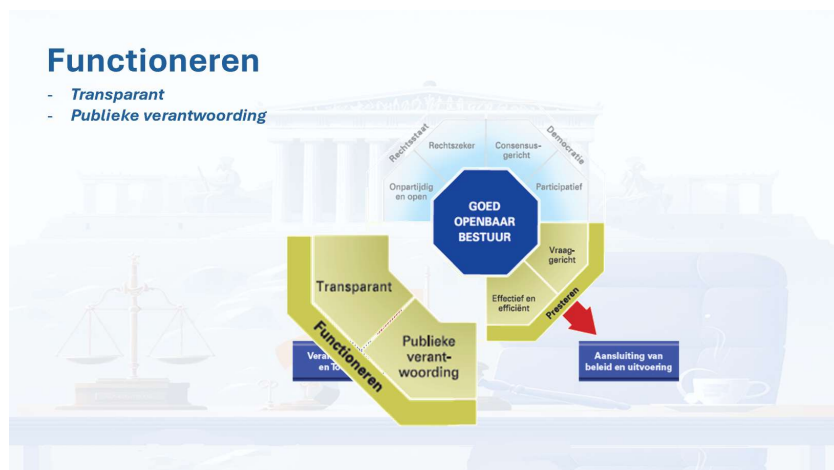 Functioneren
- Transparant
- Publieke verantwoording
Rechtsstaat
Rechtszeker
Consensus-
gericht
Democratie
Onpartijdig
en open
Participatief
GOED
OPENBAAR
BESTUUR
Vraag-
gericht
Effectief en
efficiënt
Presteren
Transparant
Publieke
verant-
woording
Functioneren
en
Aansluiting van
beleid en uitvoering